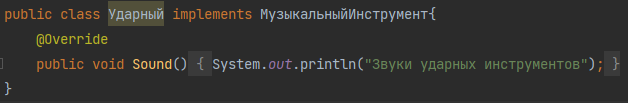 public class Ударный implements МузыкальныйИнструмент{
@Override
public void Sound() { System.out.println("Звуки ударных инструментов"); }
}